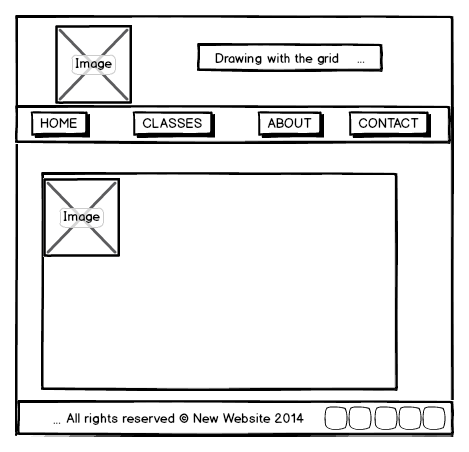 Image
Drawing with the grid ...
HOME CLASSES ABOUT CONTACT
Image
... All rights reserved © New Website 2014